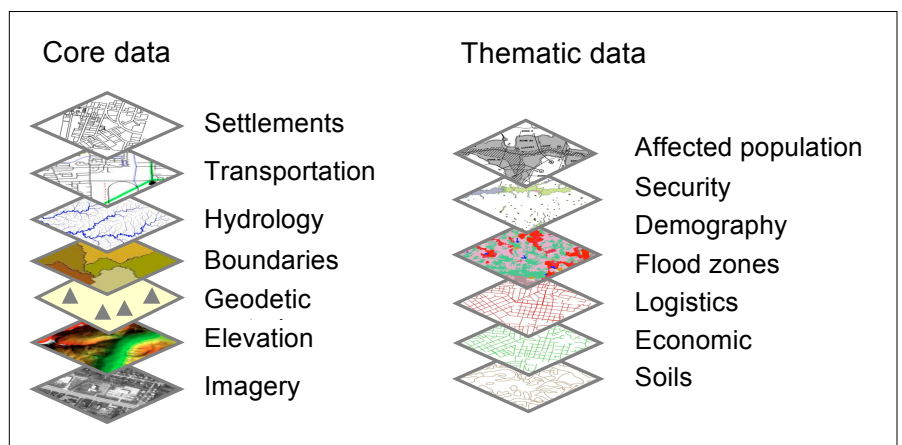 Core data
Settlements
Transportation
Hydrology
Boundaries
Geodetic
Elevation
Imagery
Thematic data
Affected population
Security
Demography
Flood zones
Logistics
Economic
Soils